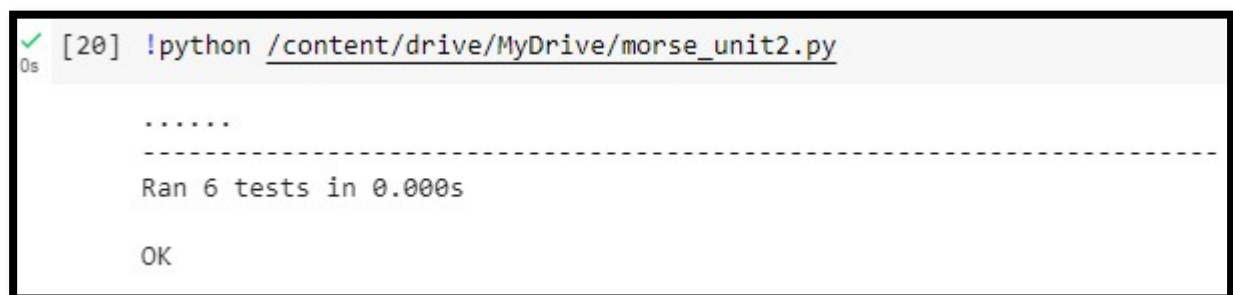 [20] !python /content/drive/MyDrive/morse_unit2.py
0s
......
----------------------------------------------------------------------
Ran 6 tests in 0.000s
OK